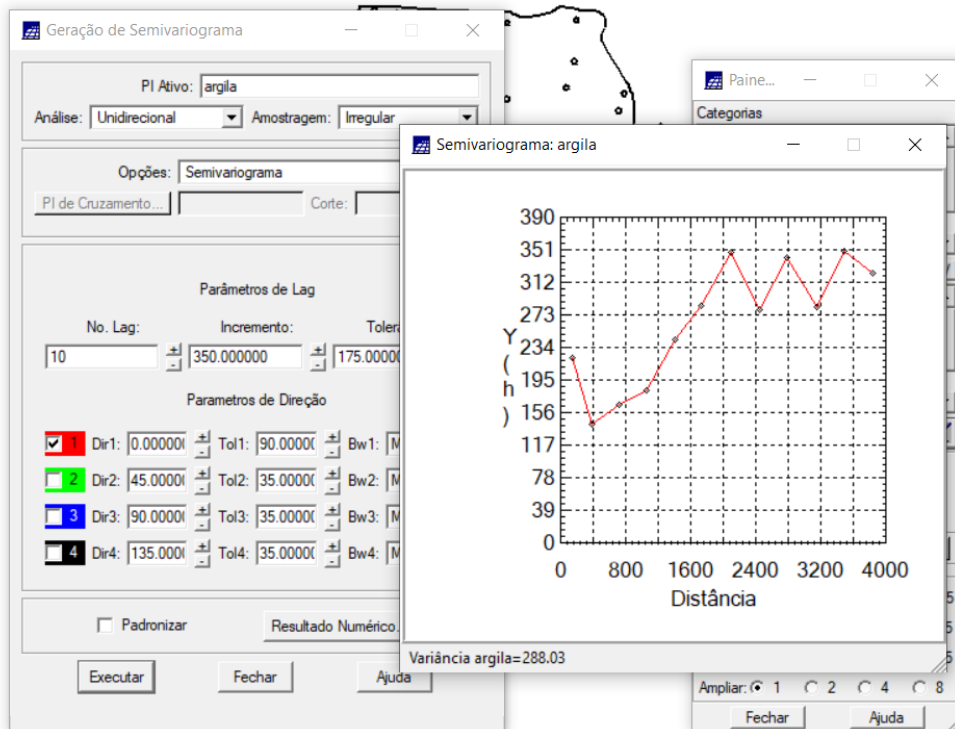 Geração de Semivariograma
PI Ativo: argila
Análise: Unidirecional Amostragem: Irregular
Opções: Semivariograma
PI de Cruzamento... Corte:
Parâmetros de Lag
No. Lag: Incremento: Tolera
10 350.000000 175.00000
Parametros de Direção
1 Dir1: 0.000000 Tol1: 90.00000 Bw1: M
2 Dir2: 45.00000 Tol2: 35.00000 Bw2: M
3 Dir3: 90.00000 Tol3: 35.00000 Bw3: M
4 Dir4: 135.0000 Tol4: 35.00000 Bw4: M
Padronizar Resultado Numérico.
Executar Fechar Ajuda
Semivariograma: argila
390
351
312
273
234
195
156
117
78
39
0
Υ(h)
0 800 1600 2400 3200 4000
Distância
Variância argila=288.03
Paine...
Categorias
5
5
5
Ampliar: 1 2 4 8
Fechar Ajuda